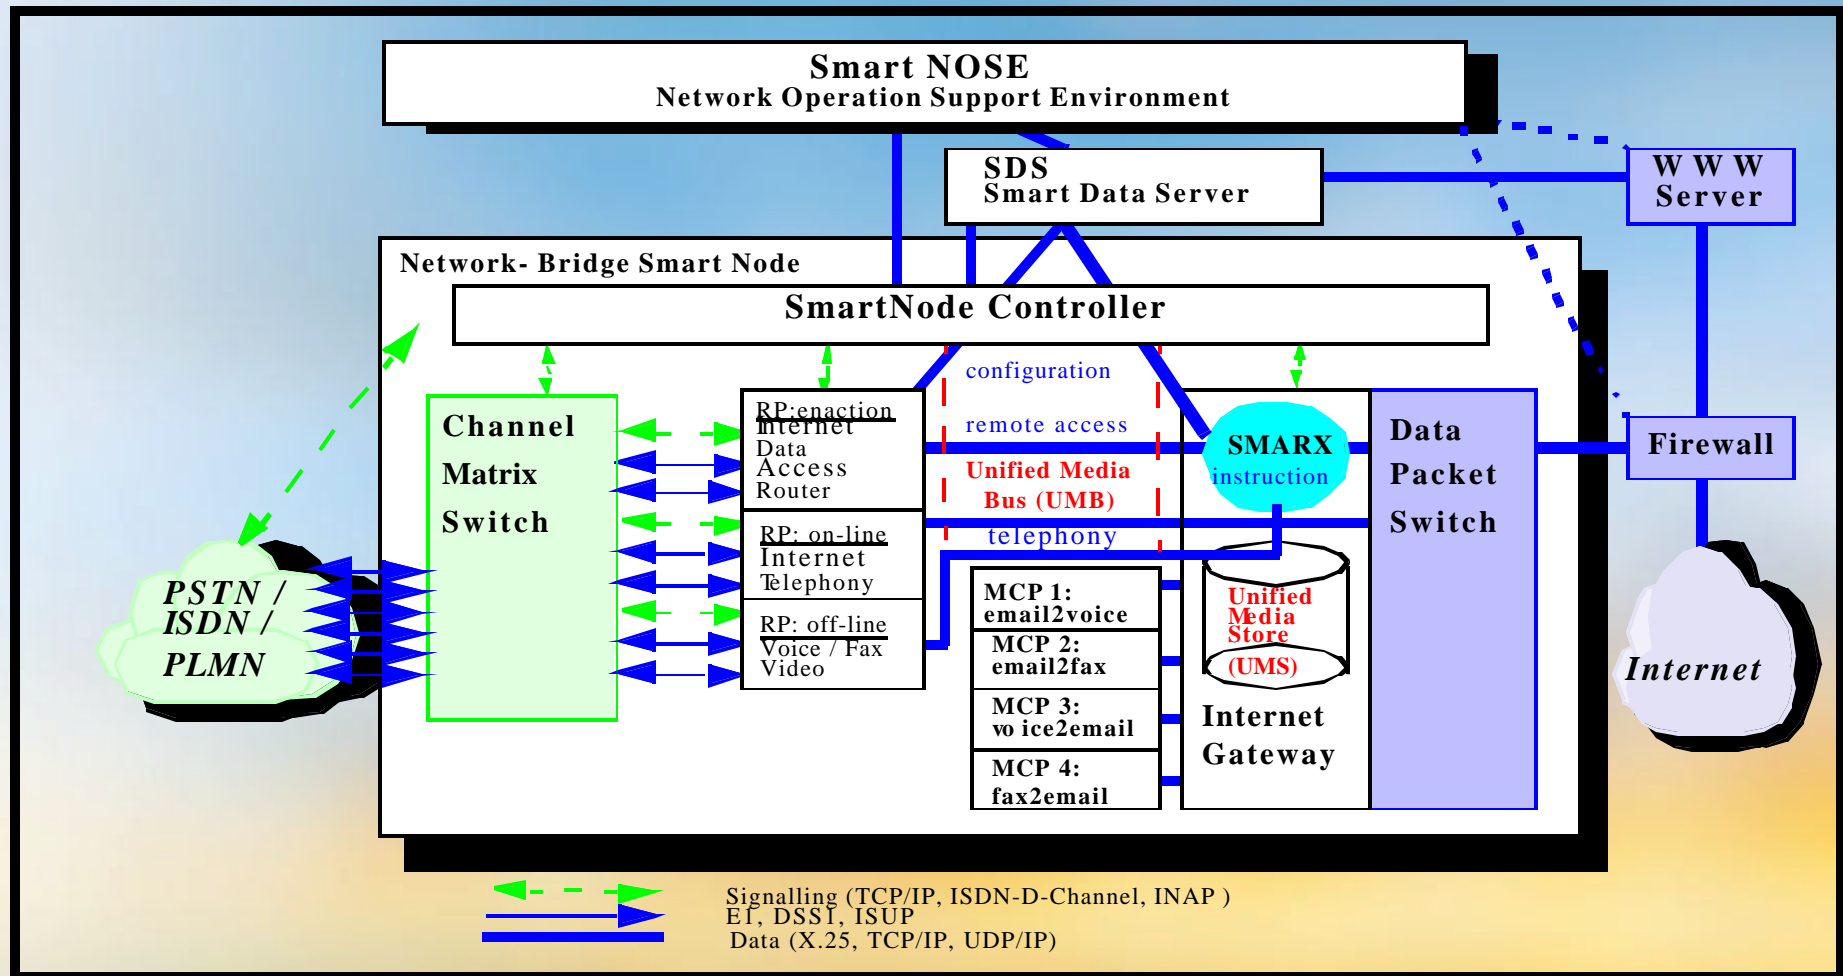 Smart NOSE
Network Operation Support Environment
SDS
Smart Data Server
W W W
Server
Network- Bridge Smart Node
SmartNode Controller
configuration
remote access
Unified Media
Bus (UMB)
telephony
Channel
Matrix
Switch
RP:enaction
Internet
Data
Access
Router
RP: on-line
Internet
Telephony
RP: off-line
Voice / Fax
Video
SMARX
instruction
Data
Packet
Switch
Firewall
PSTN /
ISDN /
PLMN
MCP 1:
email2voice
MCP 2:
email2fax
MCP 3:
vo ice2email
MCP 4:
fax2email
Unified
Media
Store
(UMS)
Internet
Gateway
Internet
Signalling (TCP/IP, ISDN-D-Channel, INAP )
E1, DSS1, ISUP
Data (X.25, TCP/IP, UDP/IP)